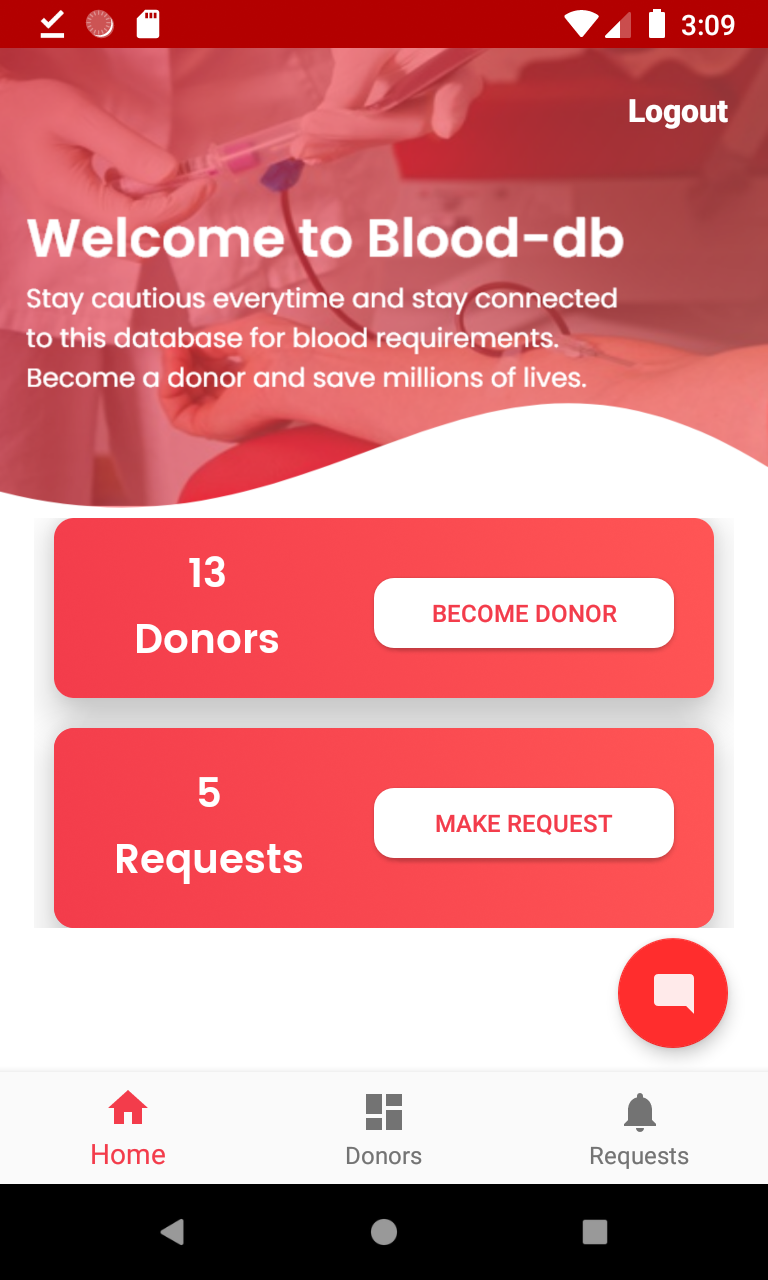 3:09
Logout
Welcome to Blood-db
Stay cautious everytime and stay connected
to this database for blood requirements.
Become a donor and save millions of lives.
13
Donors
BECOME DONOR
5
Requests
MAKE REQUEST
Home
Donors
Requests